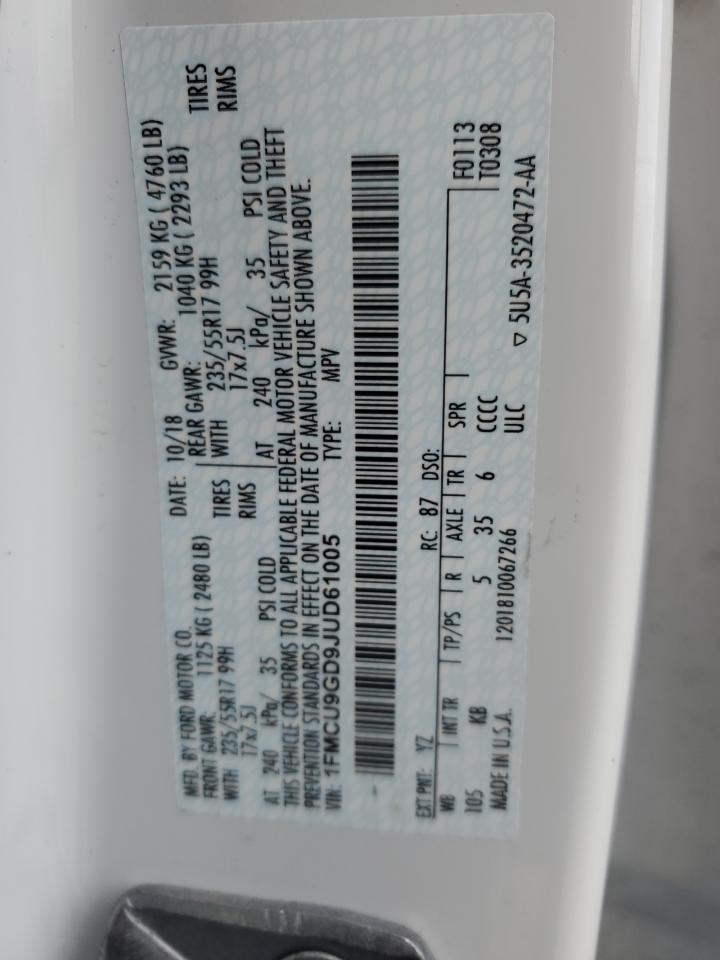 MFD. BY FORD MOTOR CO.
DATE: 10/18 GVWR: 2159 KG ( 4760 LB)
FRONT GAWR: 1125 KG ( 2480 LB) REAR GAWR: 1040 KG ( 2293 LB)
WITH 235/55R17 99H TIRES WITH 235/55R17 99H TIRES
17x7.5J RIMS 17x7.5J RIMS
AT 240 kPa/ 35 PSI COLD AT 240 kPa/ 35 PSI COLD
THIS VEHICLE CONFORMS TO ALL APPLICABLE FEDERAL MOTOR VEHICLE SAFETY AND THEFT
PREVENTION STANDARDS IN EFFECT ON THE DATE OF MANUFACTURE SHOWN ABOVE.
VIN: 1FMCU9GD9JUD61005 TYPE: MPV
EXT PNT: YZ RC: 87 DSO:
WB INT TR TP/PS R AXLE TR SPR F0113
105 KB 5 35 6 CCCC T0308
MADE IN U.S.A. 1201810067266 ULC ▽ 5U5A-3520472-AA